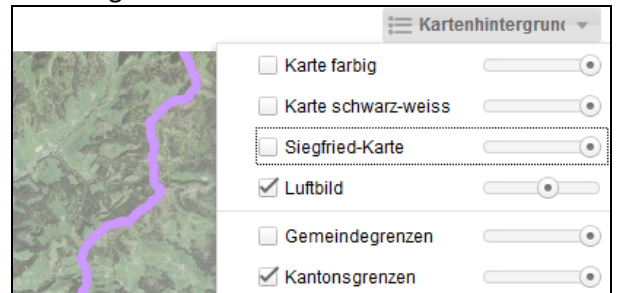 Kartenhintergrun
Karte farbig
Karte schwarz-weiss
Siegfried-Karte
Luftbild
Gemeindegrenzen
Kantonsgrenzen